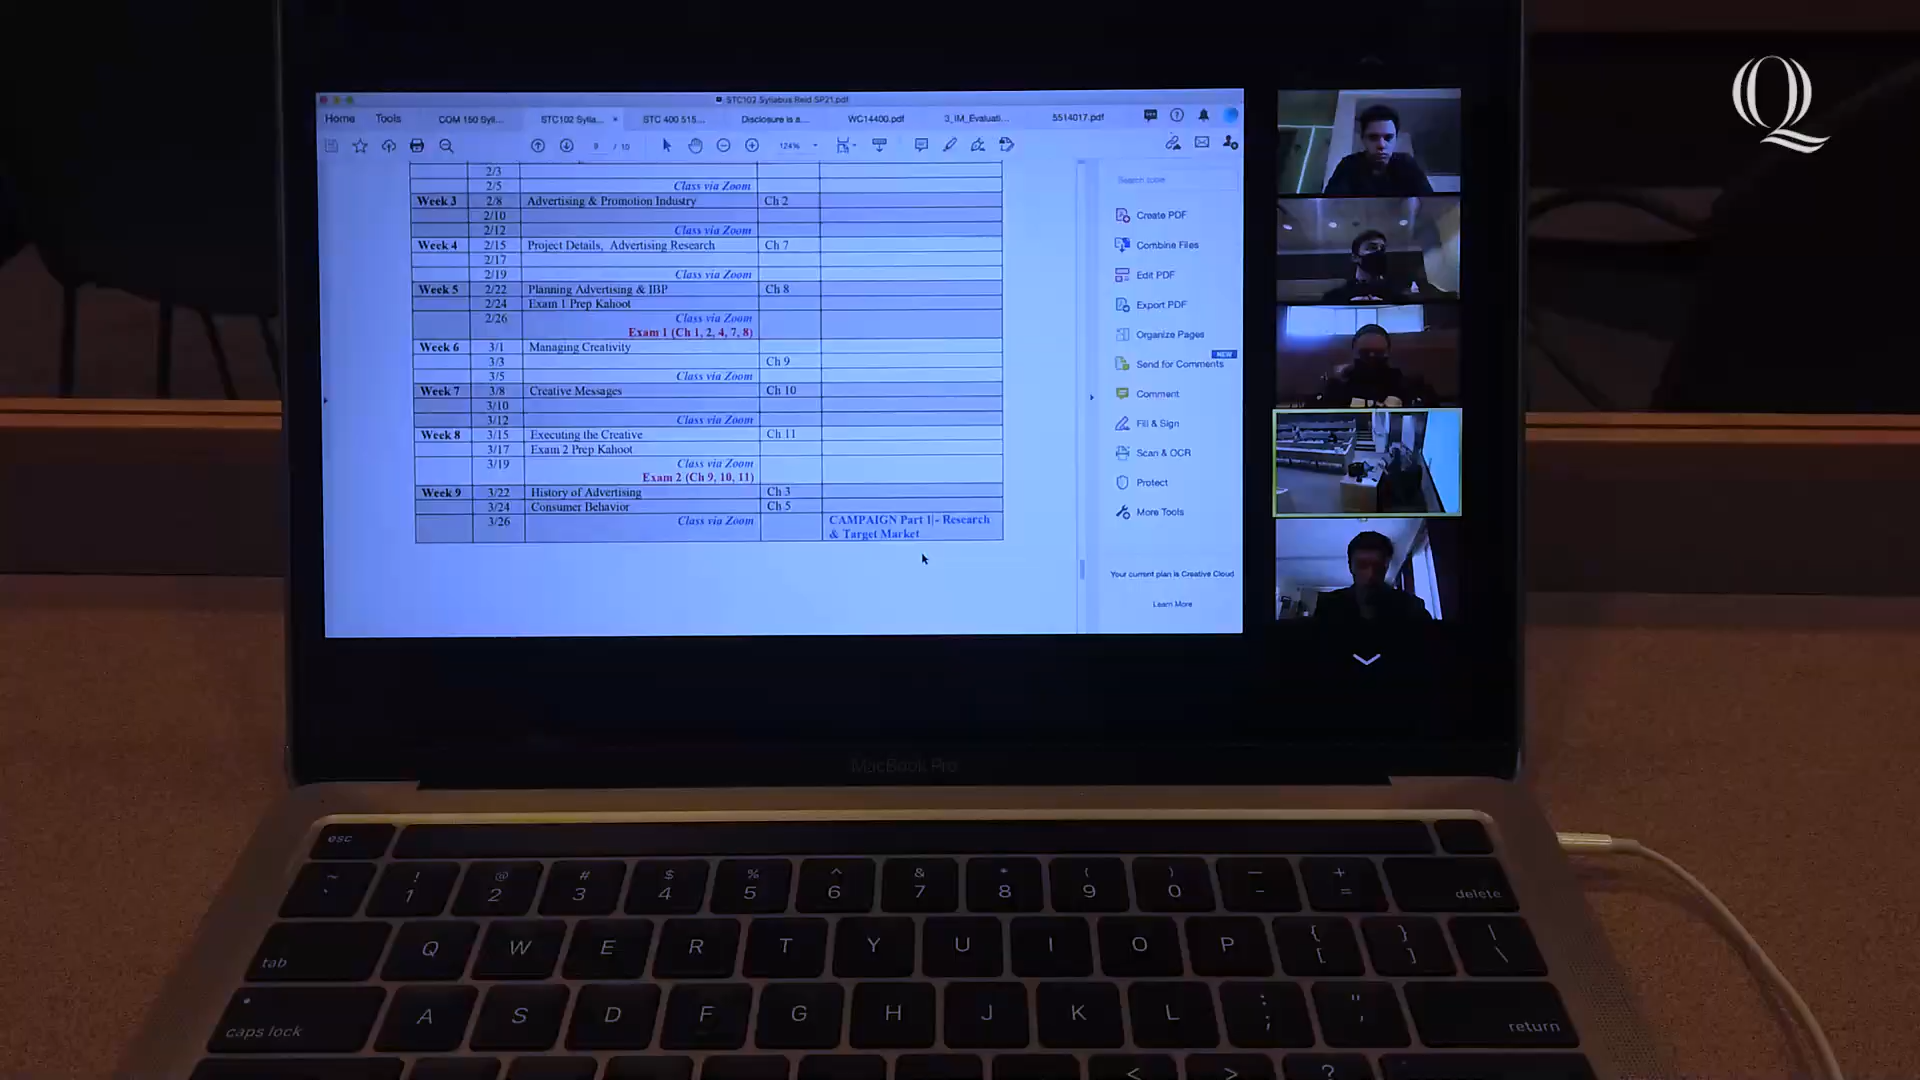 Q
STC102 Syllabus Reid SP21.pdf
Home Tools COM 150 Syll... STC102 Sylla... × STC 400 515... Disclosure is a... WC14400.pdf 3_IM_Evaluati... 5514017.pdf
9 / 10 124%
2/3
2/5 Class via Zoom
Week 3 2/8 Advertising & Promotion Industry Ch 2
2/10
2/12 Class via Zoom
Week 4 2/15 Project Details, Advertising Research Ch 7
2/17
2/19 Class via Zoom
Week 5 2/22 Planning Advertising & IBP Ch 8
2/24 Exam 1 Prep Kahoot
2/26 Class via Zoom
Exam 1 (Ch 1, 2, 4, 7, 8)
Week 6 3/1 Managing Creativity
3/3 Ch 9
3/5 Class via Zoom
Week 7 3/8 Creative Messages Ch 10
3/10
3/12 Class via Zoom
Week 8 3/15 Executing the Creative Ch 11
3/17 Exam 2 Prep Kahoot
3/19 Class via Zoom
Exam 2 (Ch 9, 10, 11)
Week 9 3/22 History of Advertising Ch 3
3/24 Consumer Behavior Ch 5
3/26 Class via Zoom CAMPAIGN Part 1 - Research
& Target Market
Search tools
Create PDF
Combine Files
Edit PDF
Export PDF
Organize Pages
NEW
Send for Comments
Comment
Fill & Sign
Scan & OCR
Protect
More Tools
Your current plan is Creative Cloud
Learn More
MacBook Pro
esc
~ ! @ # $ % ^ & * ( ) — +
` 1 2 3 4 5 6 7 8 9 0 - = delete
tab Q W E R T Y U I O P { [ } ] | \
caps lock A S D F G H J K L : ; " ' return
< > ?